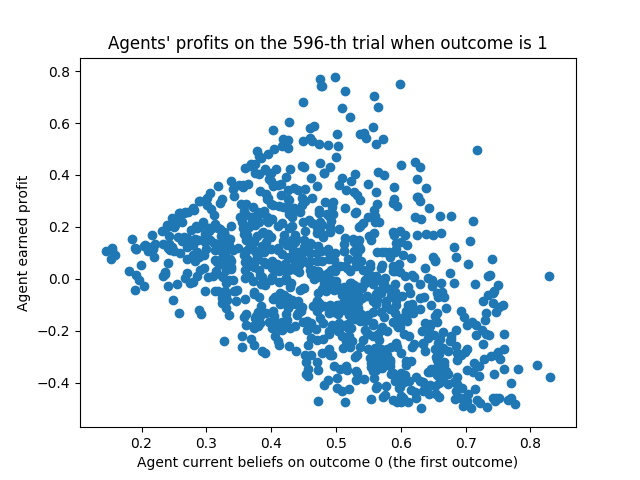 Agents' profits on the 596-th trial when outcome is 1
Agent earned profit
0.8
0.6
0.4
0.2
0.0
−0.2
−0.4
0.2 0.3 0.4 0.5 0.6 0.7 0.8
Agent current beliefs on outcome 0 (the first outcome)